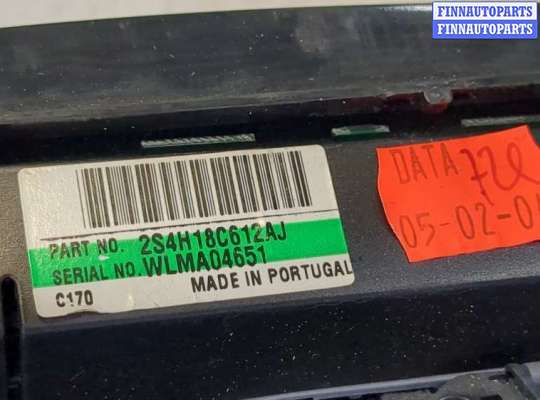 FINNAUTOPARTS
FINNAUTOPARTS
PART NO. 2S4H18C612AJ
SERIAL NO. WLMA04651
C170 MADE IN PORTUGAL
DATA
05-02-0